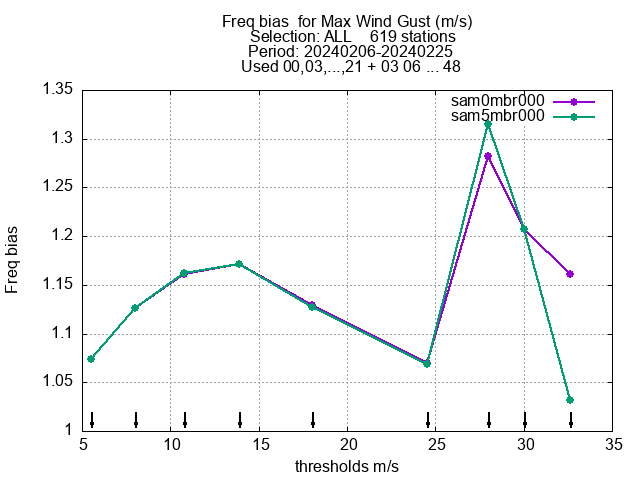 Freq bias  for Max Wind Gust (m/s)
Selection: ALL    619 stations
Period: 20240206-20240225
Used 00,03,...,21 + 03 06 ... 48
sam0mbr000
sam5mbr000
1.35
1.3
1.25
1.2
1.15
1.1
1.05
1
Freq bias
5 10 15 20 25 30 35
thresholds m/s